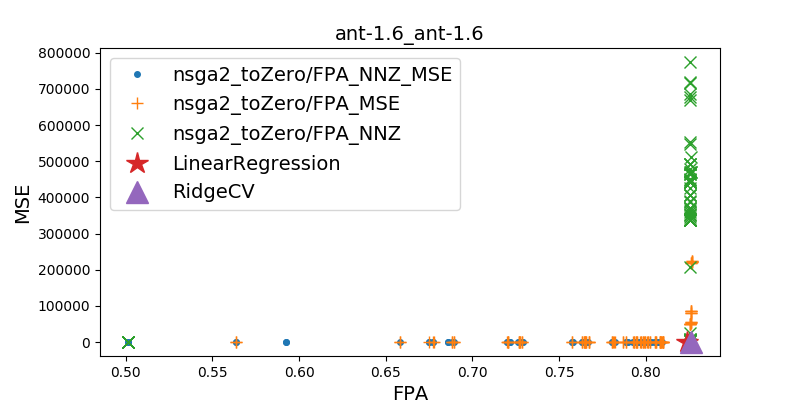 ant-1.6_ant-1.6
800000
700000
600000
500000
400000
300000
200000
100000
0
MSE
nsga2_toZero/FPA_NNZ_MSE
nsga2_toZero/FPA_MSE
nsga2_toZero/FPA_NNZ
LinearRegression
RidgeCV
0.50 0.55 0.60 0.65 0.70 0.75 0.80
FPA